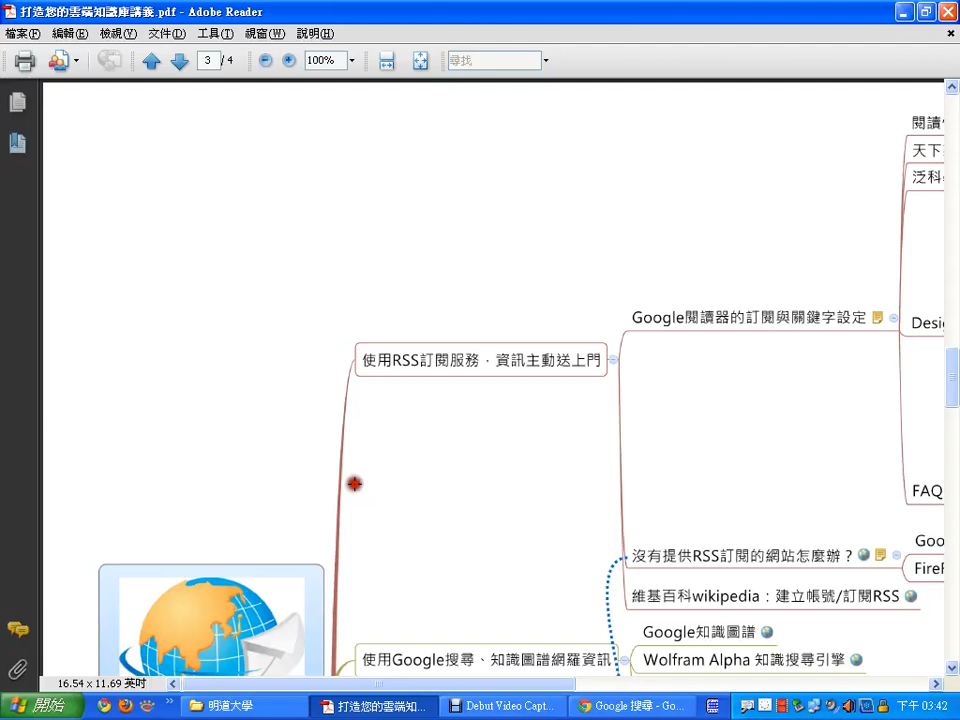 打造您的雲端知識庫講義.pdf - Adobe Reader
檔案(F) 編輯(E) 檢視(V) 文件(D) 工具(T) 視窗(W) 說明(H)
3 / 4 100% 尋找
閱讀
天下
泛科
Google閱讀器的訂閱與關鍵字設定
Desi
使用RSS訂閱服務，資訊主動送上門
FAQ
Goo
沒有提供RSS訂閱的網站怎麼辦？
FireF
維基百科wikipedia：建立帳號/訂閱RSS
Google知識圖譜
使用Google搜尋、知識圖譜網羅資訊
Wolfram Alpha 知識搜尋引擎
16.54 x 11.69 英吋
開始 明道大學 打造您的雲端知... Debut Video Capt... Google 搜尋 - Go... 下午 03:42